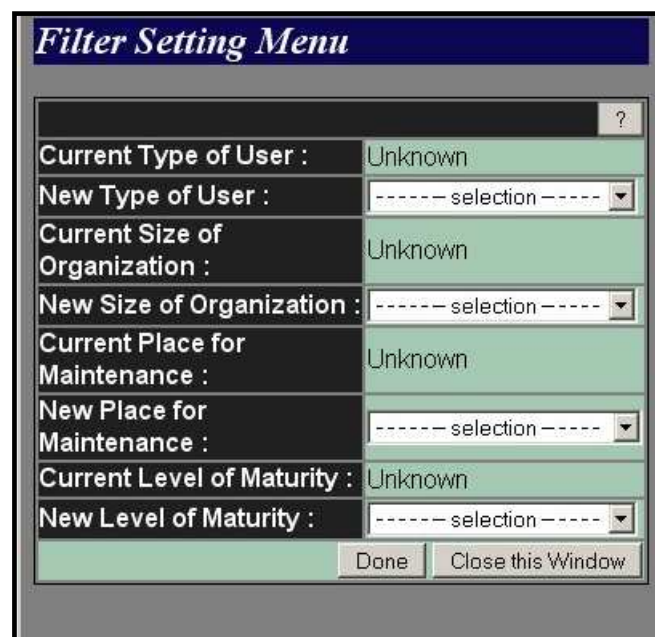 Filter Setting Menu
?
Current Type of User : Unknown
New Type of User : ------– selection –-----
Current Size of
Organization : Unknown
New Size of Organization : ------– selection –-----
Current Place for
Maintenance : Unknown
New Place for
Maintenance : ------– selection –-----
Current Level of Maturity : Unknown
New Level of Maturity : ------– selection –-----
Done Close this Window